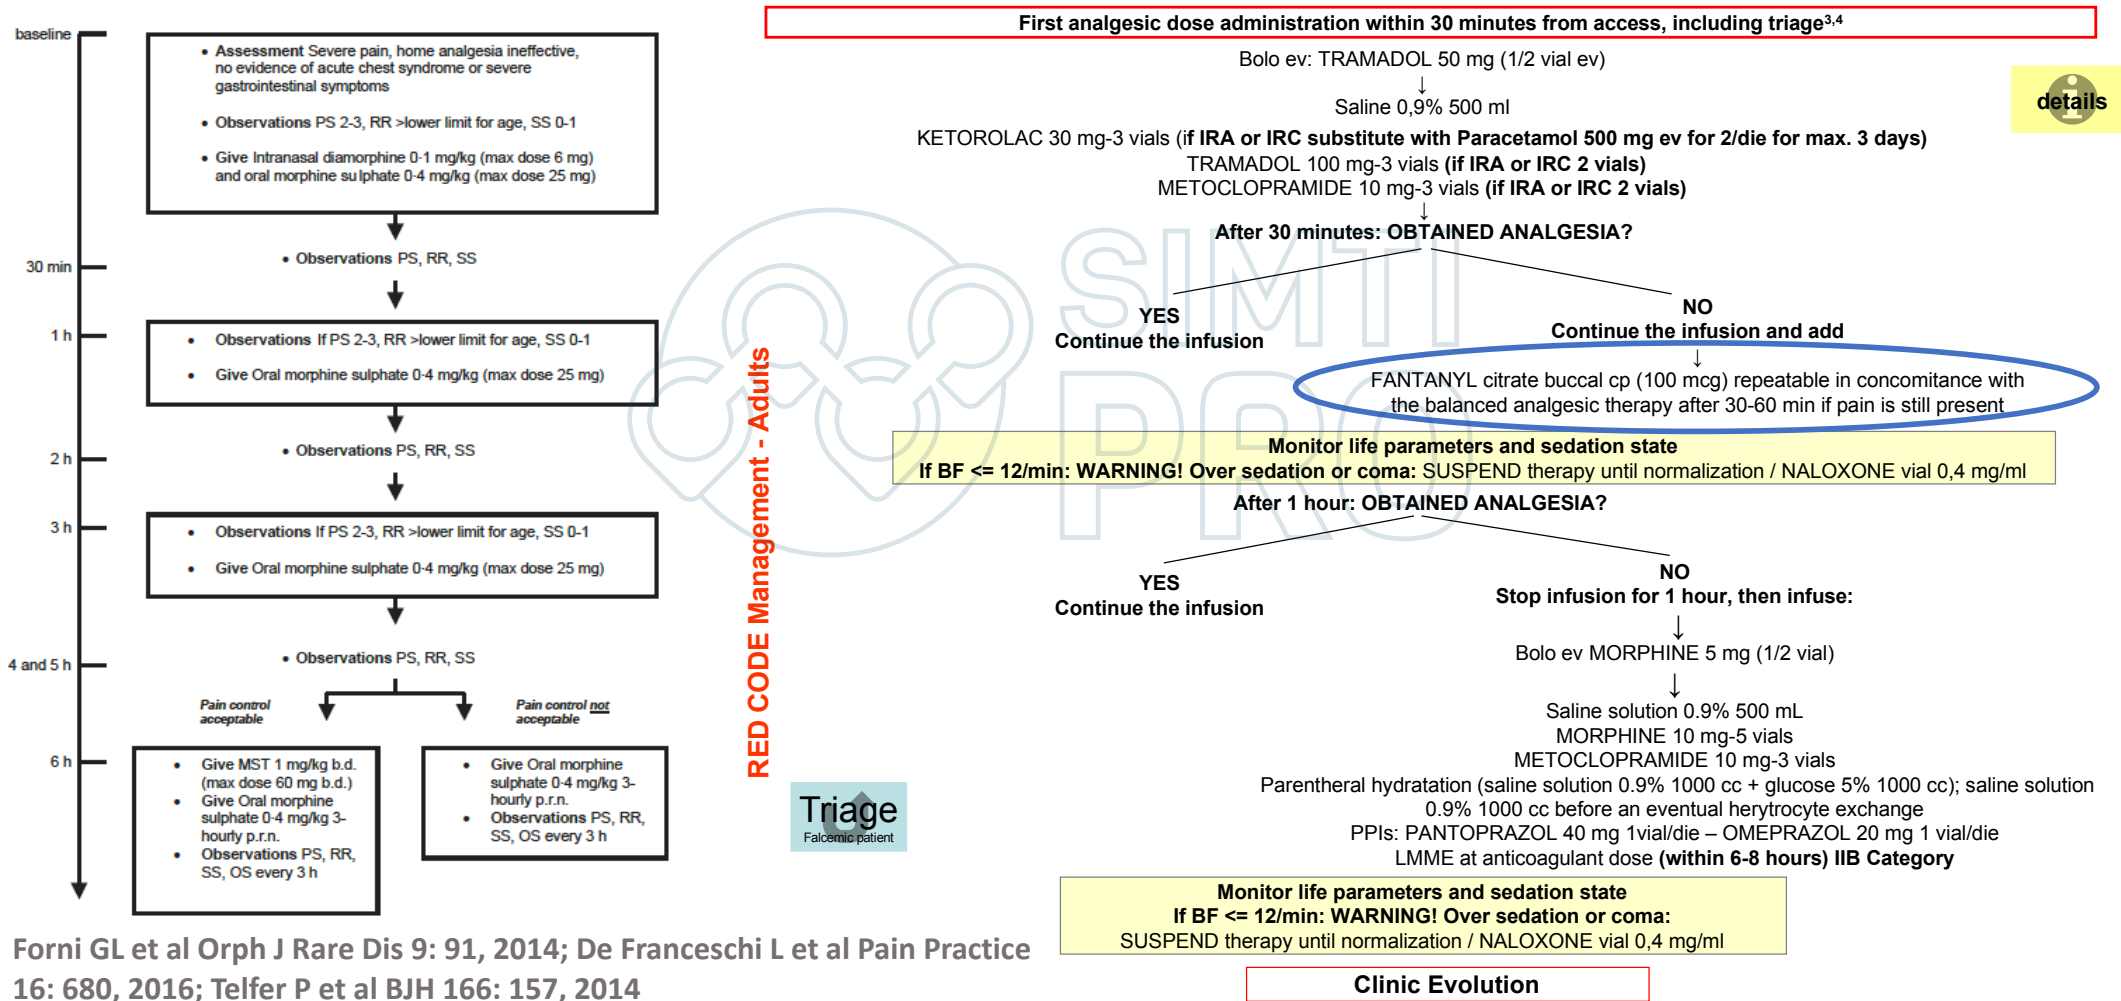 baseline
• Assessment Severe pain, home analgesia ineffective,
no evidence of acute chest syndrome or severe
gastrointestinal symptoms
• Observations PS 2-3, RR >lower limit for age, SS 0-1
• Give Intranasal diamorphine 0·1 mg/kg (max dose 6 mg)
and oral morphine sulphate 0·4 mg/kg (max dose 25 mg)
30 min
• Observations PS, RR, SS
1 h
• Observations If PS 2-3, RR >lower limit for age, SS 0-1
• Give Oral morphine sulphate 0·4 mg/kg (max dose 25 mg)
2 h
• Observations PS, RR, SS
3 h
• Observations If PS 2-3, RR >lower limit for age, SS 0-1
• Give Oral morphine sulphate 0·4 mg/kg (max dose 25 mg)
4 and 5 h
• Observations PS, RR, SS
Pain control
acceptable
Pain control not
acceptable
6 h
• Give MST 1 mg/kg b.d.
(max dose 60 mg b.d.)
• Give Oral morphine
sulphate 0·4 mg/kg 3-
hourly p.r.n.
• Observations PS, RR,
SS, OS every 3 h
• Give Oral morphine
sulphate 0·4 mg/kg 3-
hourly p.r.n.
• Observations PS, RR,
SS, OS every 3 h
Forni GL et al Orph J Rare Dis 9: 91, 2014; De Franceschi L et al Pain Practice
16: 680, 2016; Telfer P et al BJH 166: 157, 2014
RED CODE Management - Adults
Triage
Falcemic patient
SIMTI
PRO
First analgesic dose administration within 30 minutes from access, including triage3,4
details
Bolo ev: TRAMADOL 50 mg (1/2 vial ev)
↓
Saline 0,9% 500 ml
KETOROLAC 30 mg-3 vials (if IRA or IRC substitute with Paracetamol 500 mg ev for 2/die for max. 3 days)
TRAMADOL 100 mg-3 vials (if IRA or IRC 2 vials)
METOCLOPRAMIDE 10 mg-3 vials (if IRA or IRC 2 vials)
↓
After 30 minutes: OBTAINED ANALGESIA?
YES
Continue the infusion
NO
Continue the infusion and add
↓
FANTANYL citrate buccal cp (100 mcg) repeatable in concomitance with
the balanced analgesic therapy after 30-60 min if pain is still present
Monitor life parameters and sedation state
If BF <= 12/min: WARNING! Over sedation or coma: SUSPEND therapy until normalization / NALOXONE vial 0,4 mg/ml
After 1 hour: OBTAINED ANALGESIA?
YES
Continue the infusion
NO
Stop infusion for 1 hour, then infuse:
↓
Bolo ev MORPHINE 5 mg (1/2 vial)
↓
Saline solution 0.9% 500 mL
MORPHINE 10 mg-5 vials
METOCLOPRAMIDE 10 mg-3 vials
Parentheral hydratation (saline solution 0.9% 1000 cc + glucose 5% 1000 cc); saline solution
0.9% 1000 cc before an eventual herytrocyte exchange
PPIs: PANTOPRAZOL 40 mg 1vial/die – OMEPRAZOL 20 mg 1 vial/die
LMME at anticoagulant dose (within 6-8 hours) IIB Category
Monitor life parameters and sedation state
If BF <= 12/min: WARNING! Over sedation or coma:
SUSPEND therapy until normalization / NALOXONE vial 0,4 mg/ml
Clinic Evolution